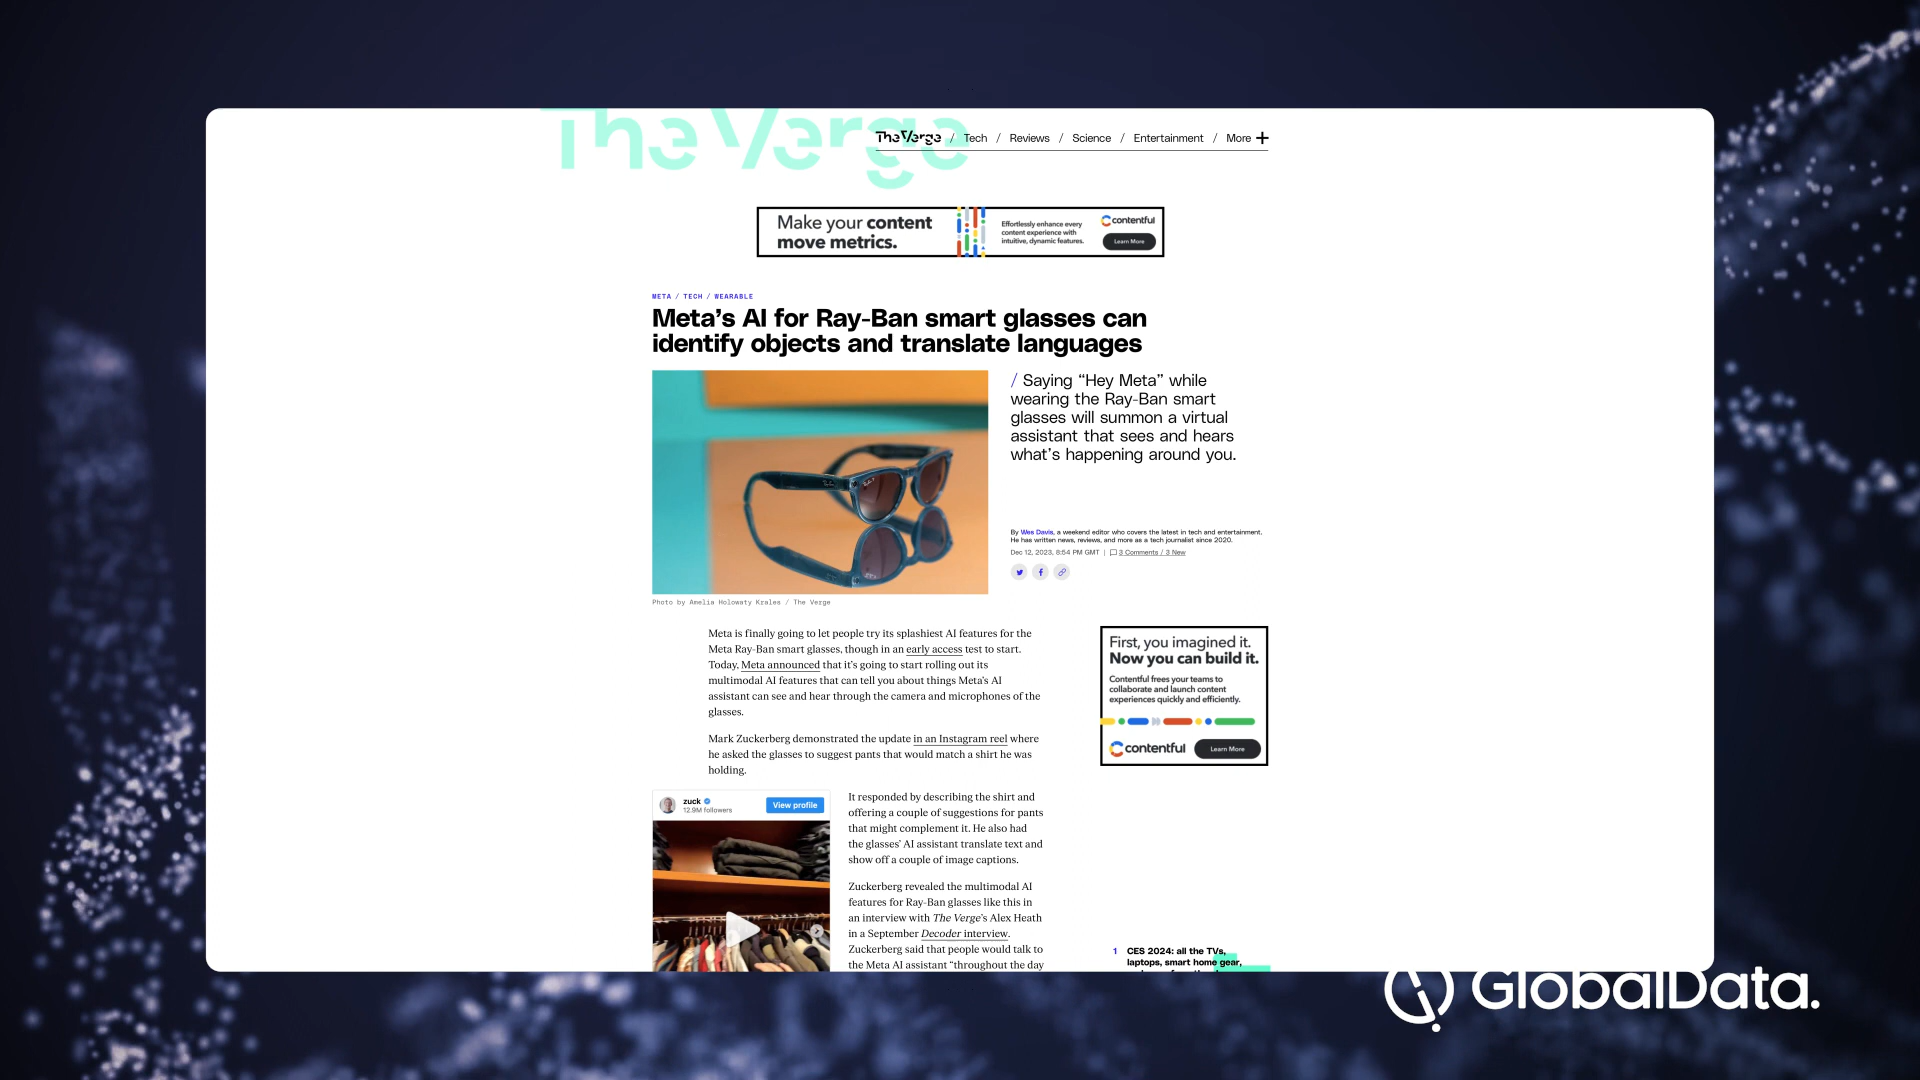 The Verge
The Verge / Tech / Reviews / Science / Entertainment / More +
Make your content
move metrics.
Effortlessly enhance every
content experience with
intuitive, dynamic features.
contentful
Learn More
META / TECH / WEARABLE
Meta’s AI for Ray-Ban smart glasses can
identify objects and translate languages
/ Saying “Hey Meta” while
wearing the Ray-Ban smart
glasses will summon a virtual
assistant that sees and hears
what’s happening around you.
By Wes Davis, a weekend editor who covers the latest in tech and entertainment.
He has written news, reviews, and more as a tech journalist since 2020.
Dec 12, 2023, 8:54 PM GMT | 3 Comments / 3 New
Photo by Amelia Holowaty Krales / The Verge
Meta is finally going to let people try its splashiest AI features for the
Meta Ray-Ban smart glasses, though in an early access test to start.
Today, Meta announced that it’s going to start rolling out its
multimodal AI features that can tell you about things Meta’s AI
assistant can see and hear through the camera and microphones of the
glasses.
Mark Zuckerberg demonstrated the update in an Instagram reel where
he asked the glasses to suggest pants that would match a shirt he was
holding.
First, you imagined it.
Now you can build it.
Contentful frees your teams to
collaborate and launch content
experiences quickly and efficiently.
contentful
Learn More
zuck
12.9M followers
View profile
It responded by describing the shirt and
offering a couple of suggestions for pants
that might complement it. He also had
the glasses’ AI assistant translate text and
show off a couple of image captions.
Zuckerberg revealed the multimodal AI
features for Ray-Ban glasses like this in
an interview with The Verge’s Alex Heath
in a September Decoder interview.
Zuckerberg said that people would talk to
the Meta AI assistant “throughout the day
1 CES 2024: all the TVs,
laptops, smart home gear,
GlobalData.